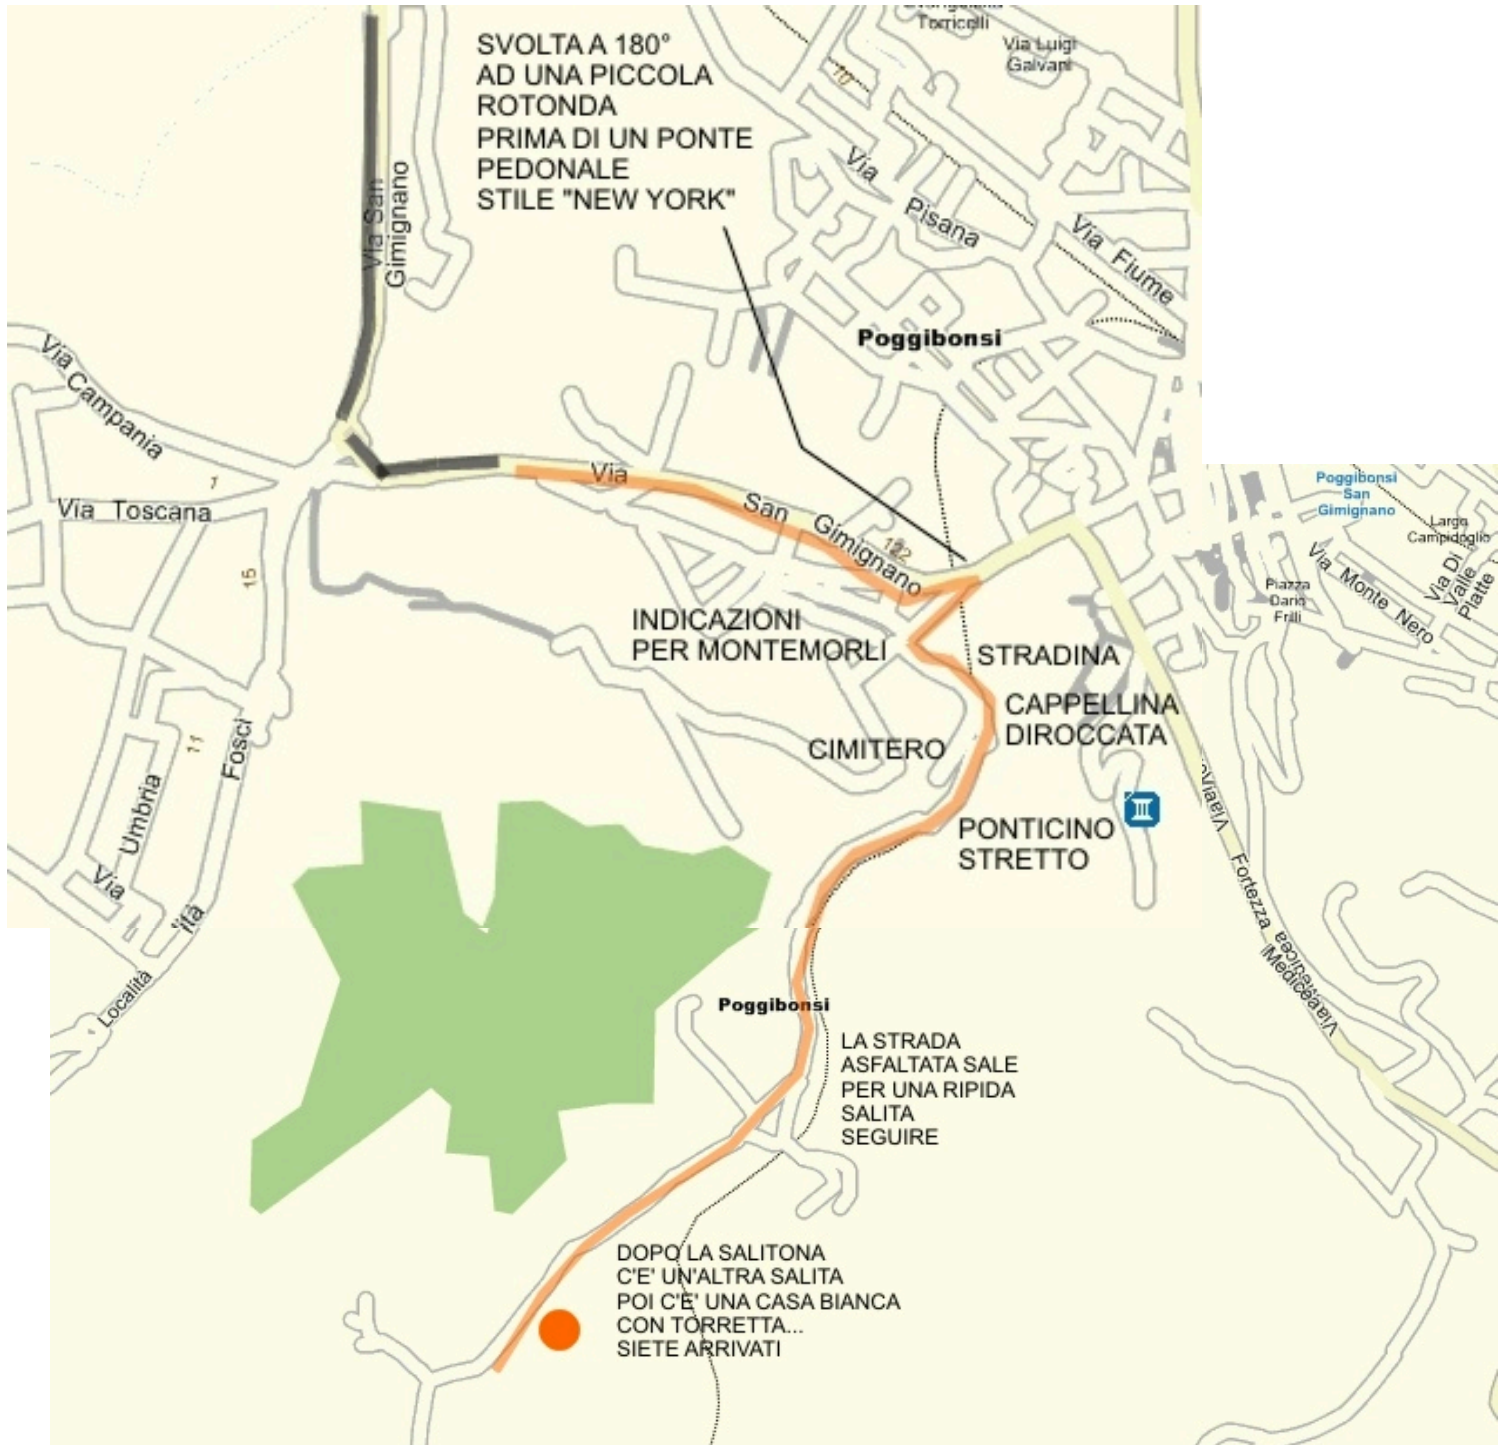 Torricelli
Via Luigi
Galvani
SVOLTA A 180°
AD UNA PICCOLA
ROTONDA
PRIMA DI UN PONTE
PEDONALE
STILE "NEW YORK"
10
Via San
Gimignano
Via Pisana
Via Fiume
Poggibonsi
Via Campania
1
Via Toscana
Via San Gimignano
Poggibonsi
San
Gimignano
Largo
Campidoglio
Via Di
Valle
Piatte
Via Monte Nero
Piazza
Dario
Frilli
15
INDICAZIONI
PER MONTEMORLI
STRADINA
CAPPELLINA
DIROCCATA
CIMITERO
11
Fosci
Via Umbria
PONTICINO
STRETTO
Località
Fortezza
Medicea
Poggibonsi
LA STRADA
ASFALTATA SALE
PER UNA RIPIDA
SALITA
SEGUIRE
DOPO LA SALITONA
C'E' UN'ALTRA SALITA
POI C'E' UNA CASA BIANCA
CON TORRETTA...
SIETE ARRIVATI